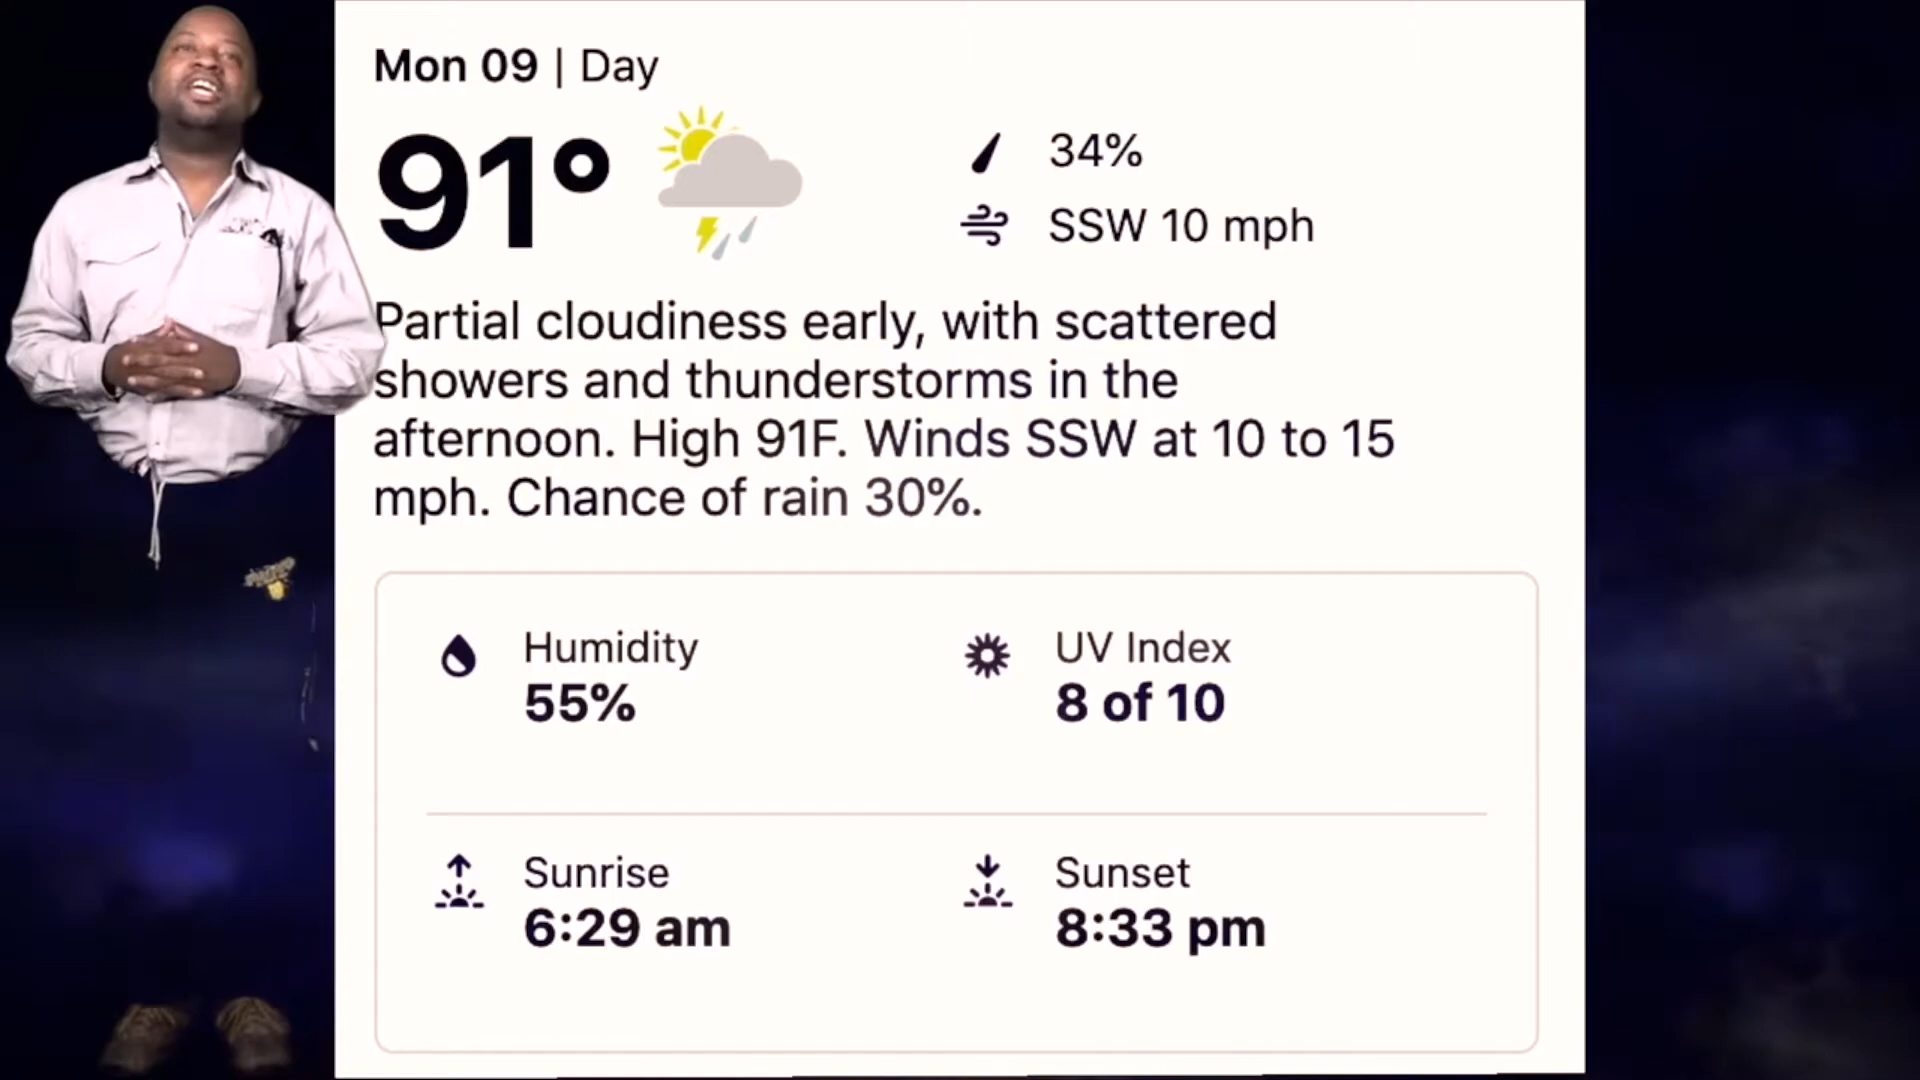 Mon 09 | Day
91°
34%
SSW 10 mph
Partial cloudiness early, with scattered
showers and thunderstorms in the
afternoon. High 91F. Winds SSW at 10 to 15
mph. Chance of rain 30%.
Humidity
55%
UV Index
8 of 10
Sunrise
6:29 am
Sunset
8:33 pm